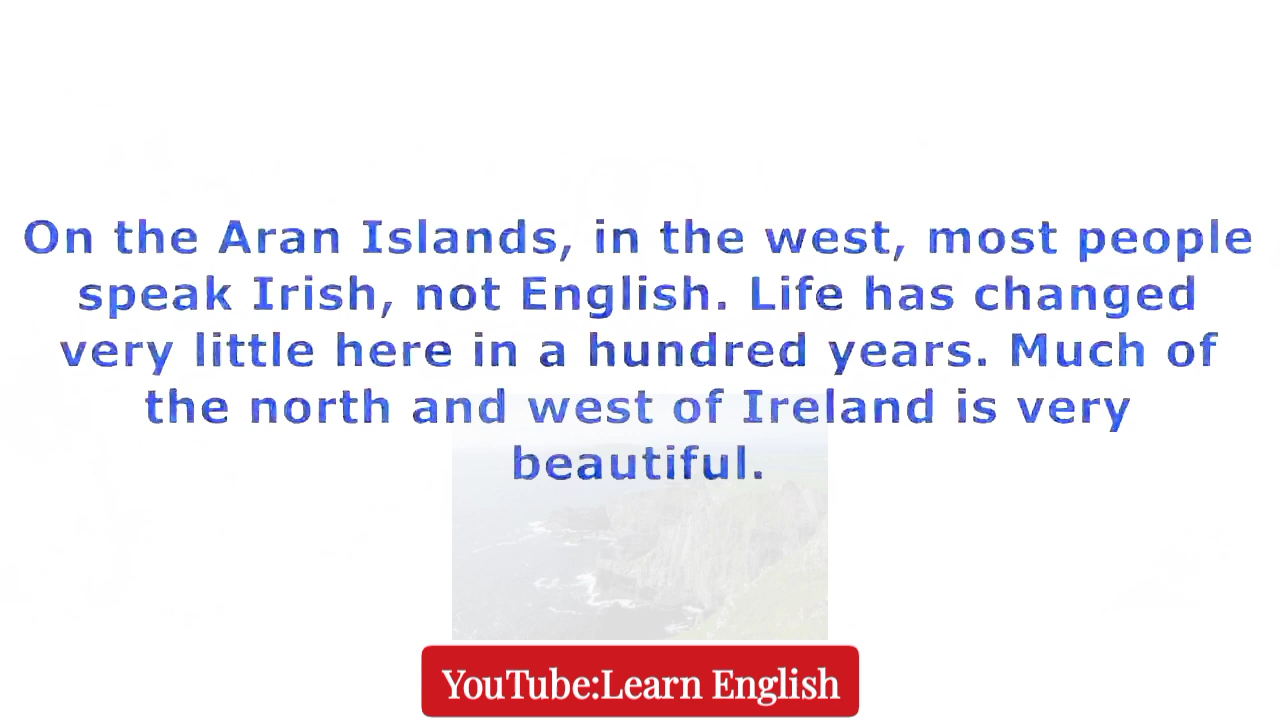 On the Aran Islands, in the west, most people
speak Irish, not English. Life has changed
very little here in a hundred years. Much of
the north and west of Ireland is very
beautiful.
YouTube:Learn English